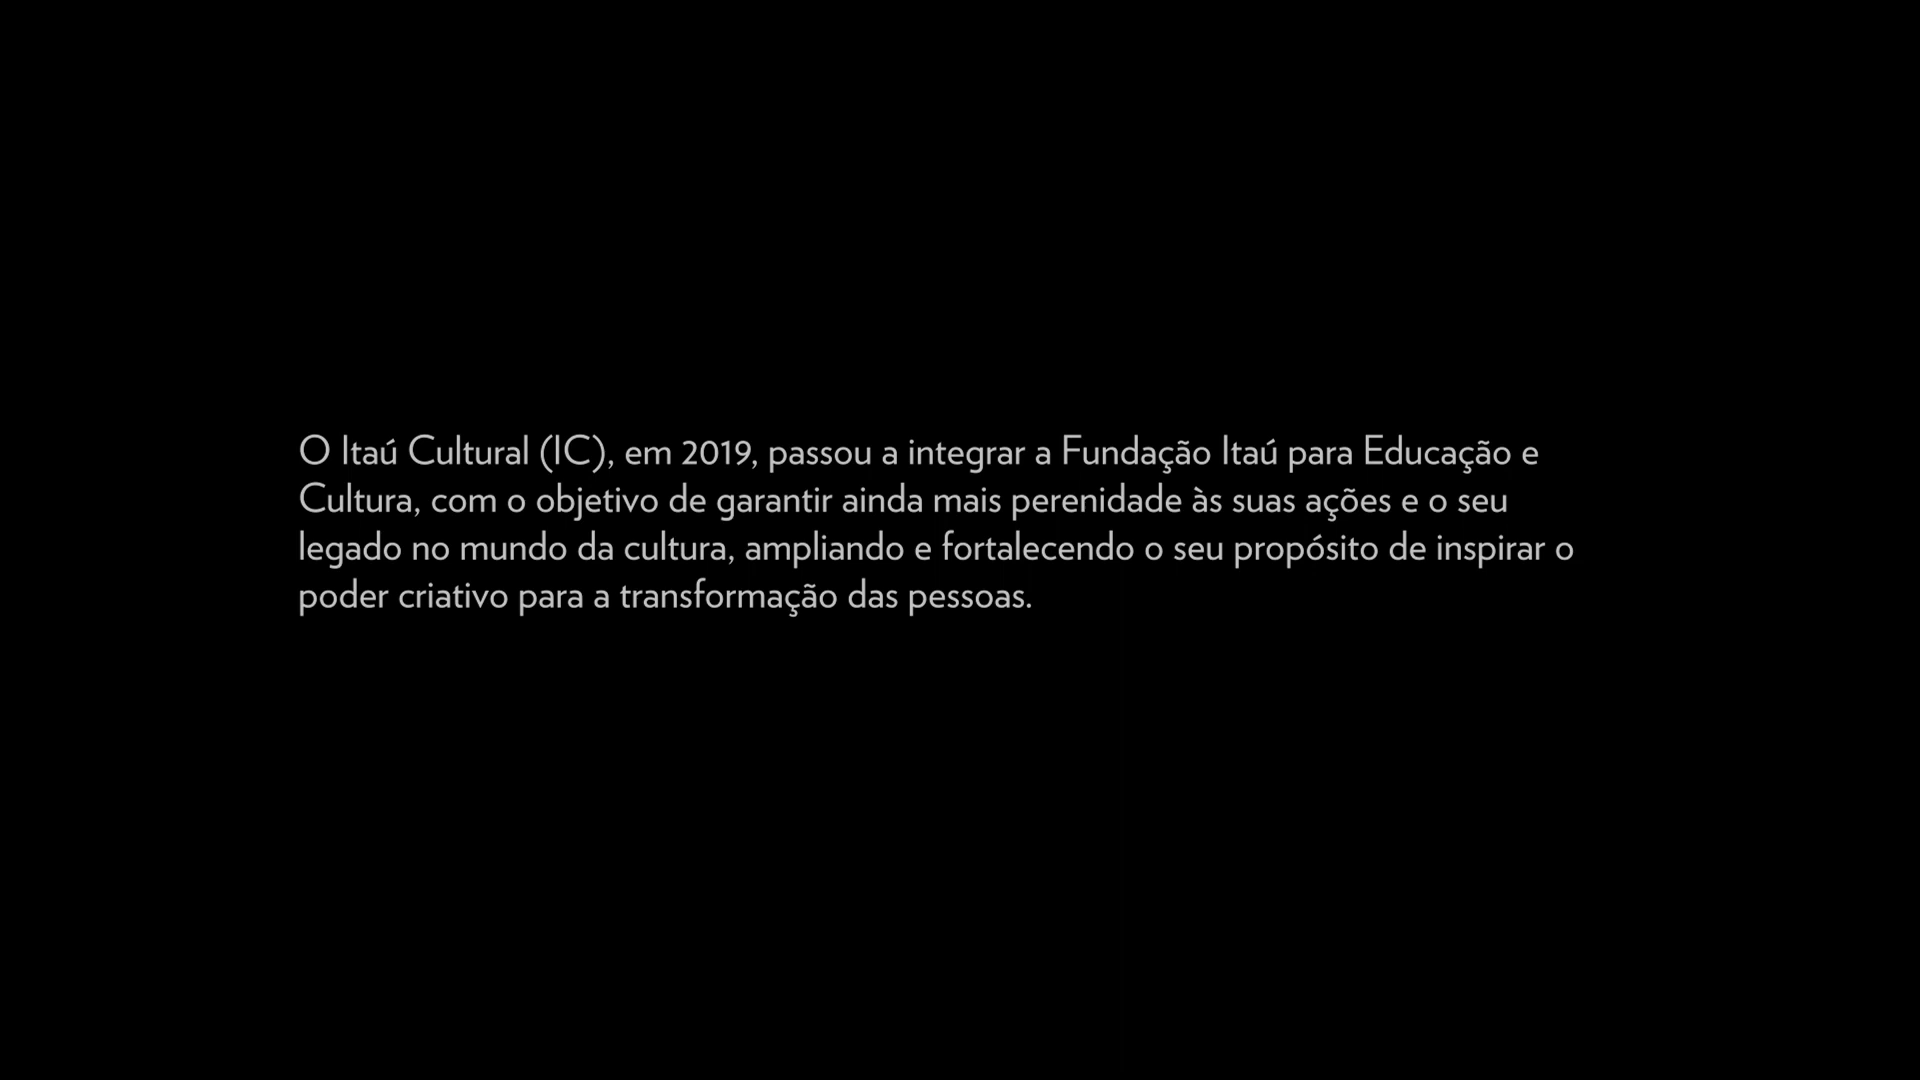 O Itaú Cultural (IC), em 2019, passou a integrar a Fundação Itaú para Educação e
Cultura, com o objetivo de garantir ainda mais perenidade às suas ações e o seu
legado no mundo da cultura, ampliando e fortalecendo o seu propósito de inspirar o
poder criativo para a transformação das pessoas.